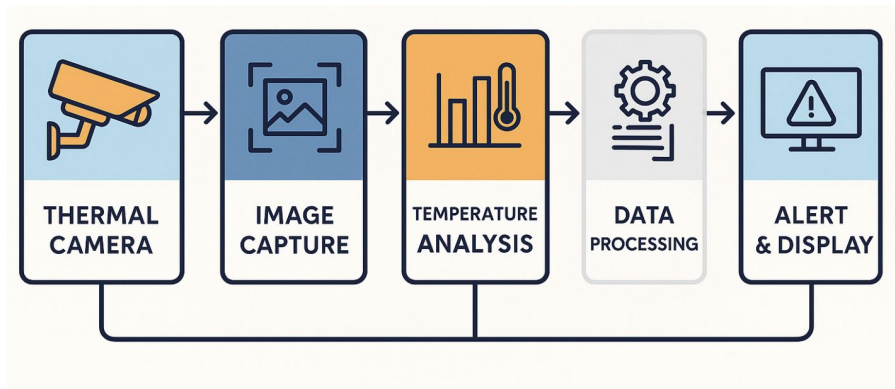 THERMAL
CAMERA
IMAGE
CAPTURE
TEMPERATURE
ANALYSIS
DATA
PROCESSING
ALERT
& DISPLAY